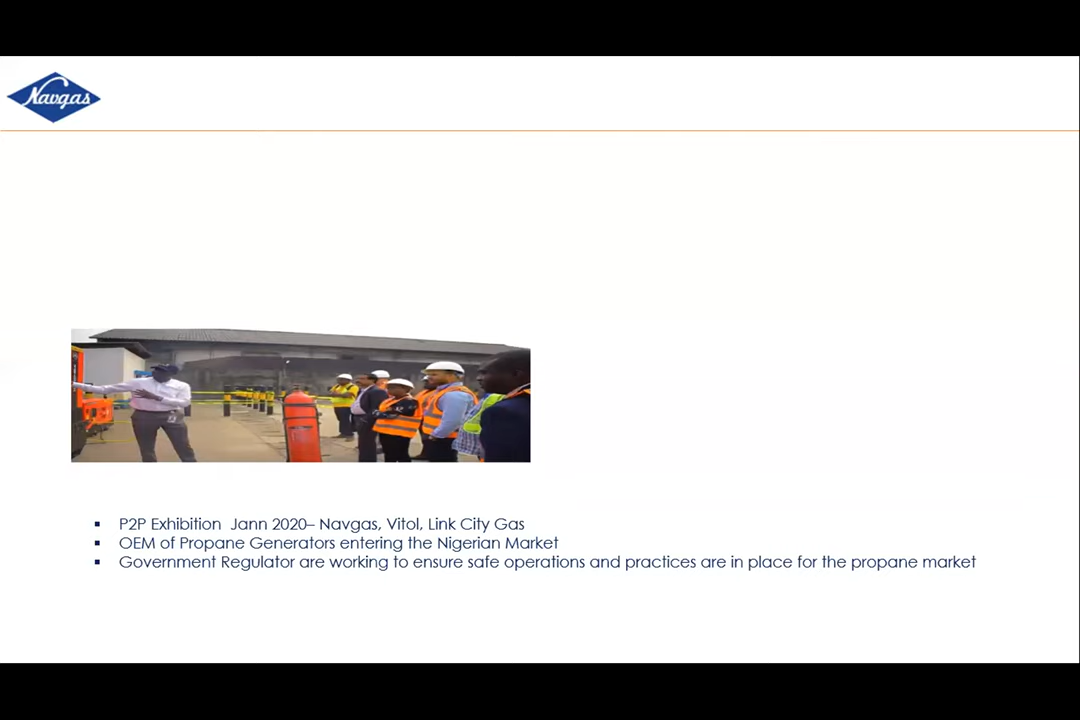 Navgas
P2P Exhibition Jann 2020– Navgas, Vitol, Link City Gas
OEM of Propane Generators entering the Nigerian Market
Government Regulator are working to ensure safe operations and practices are in place for the propane market